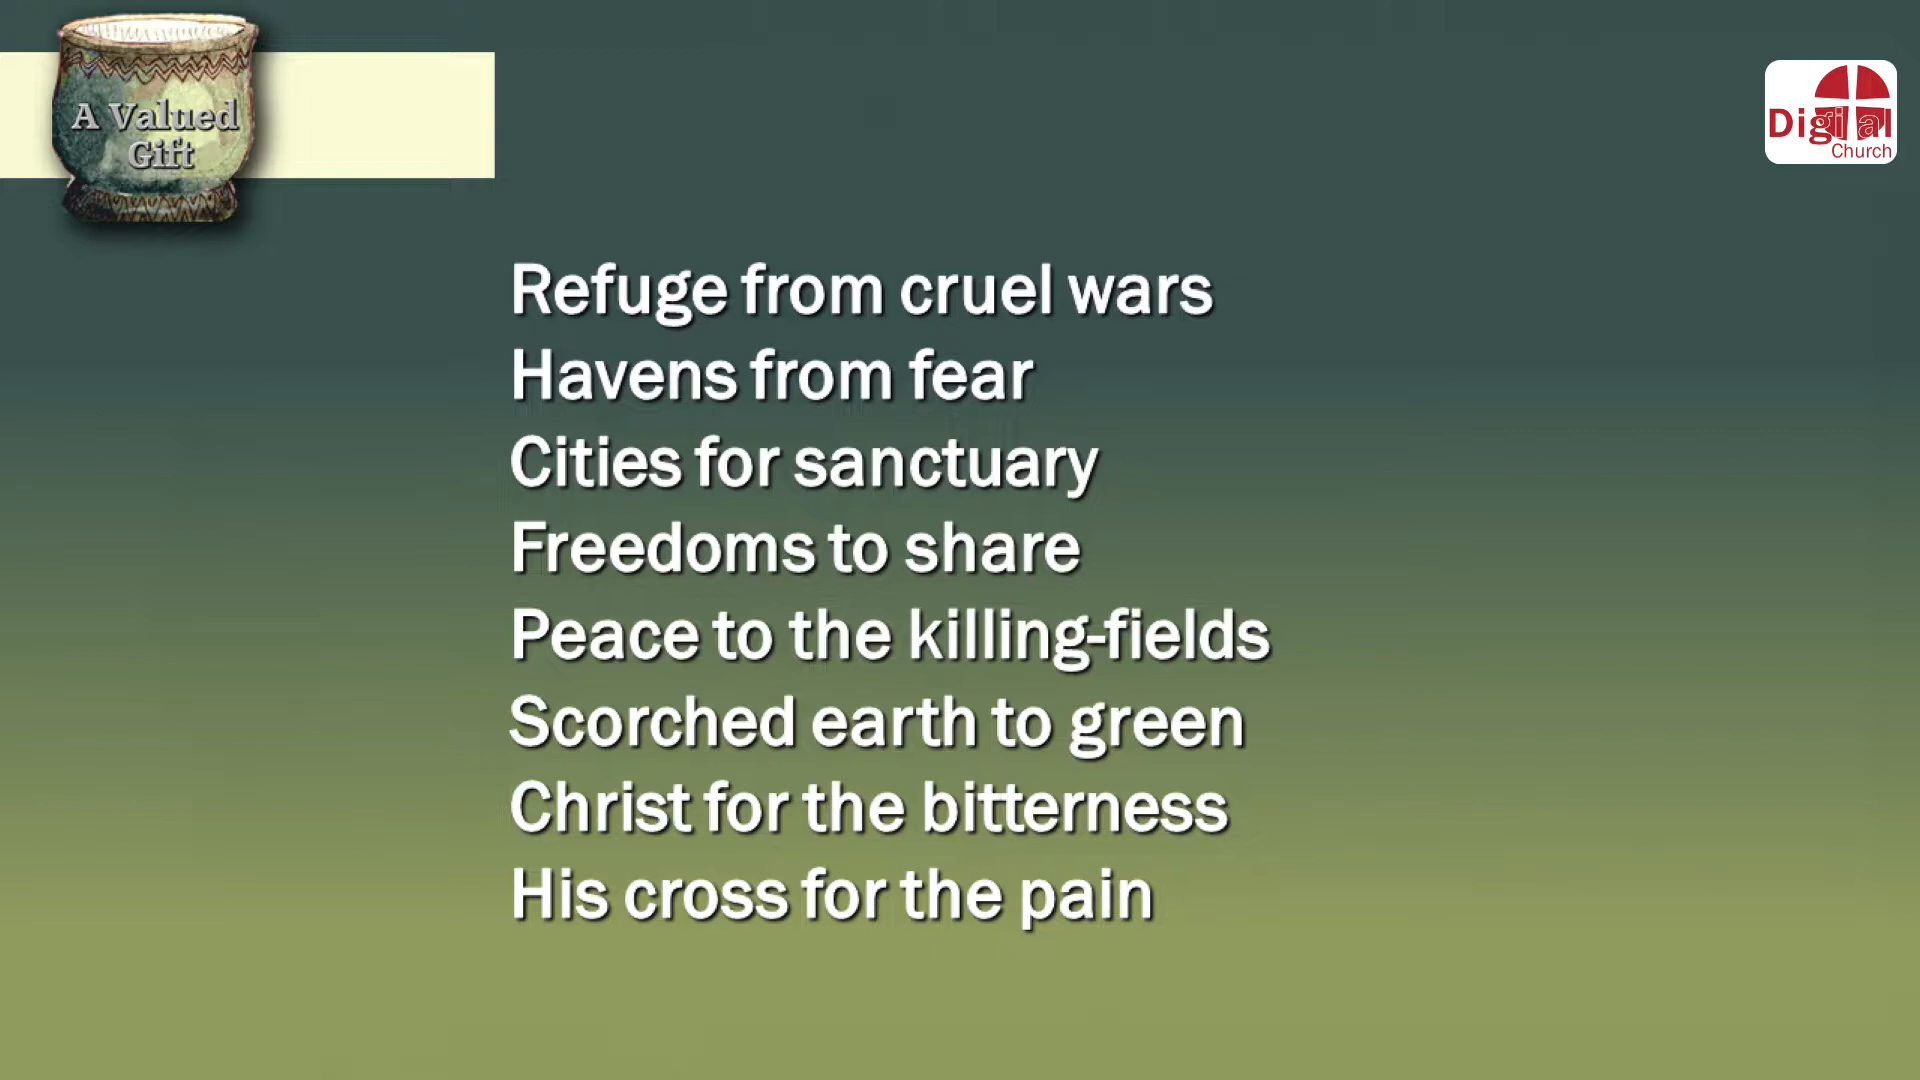 A Valued
Gift
Digital
Church
Refuge from cruel wars
Havens from fear
Cities for sanctuary
Freedoms to share
Peace to the killing-fields
Scorched earth to green
Christ for the bitterness
His cross for the pain